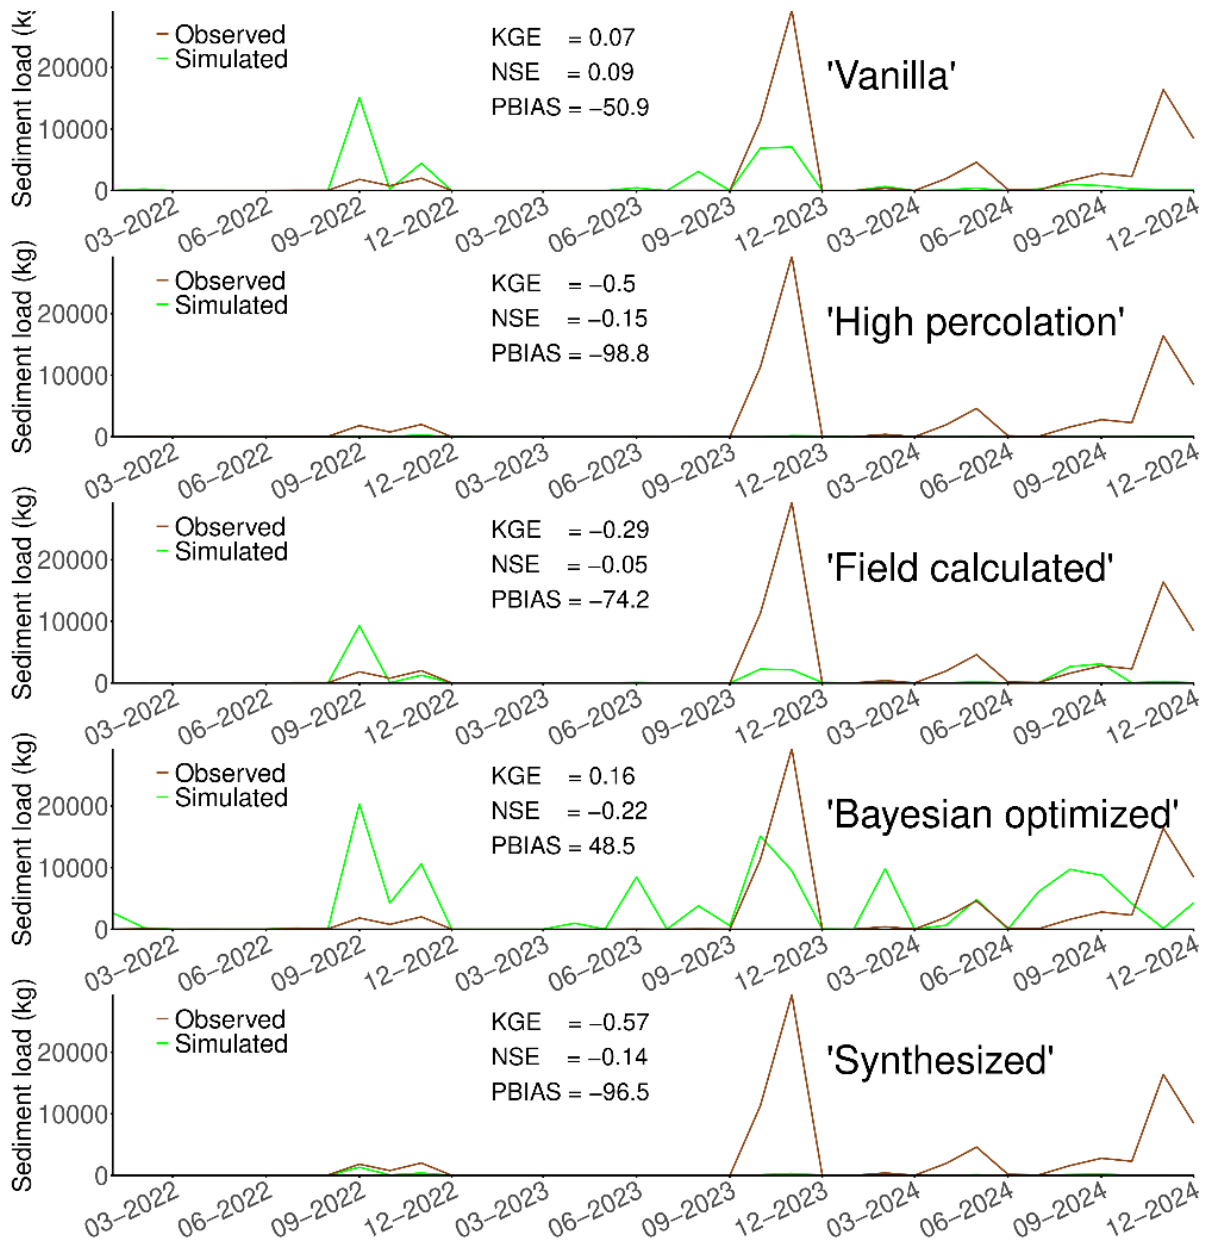 Sediment load (kg)
Observed
Simulated
KGE = 0.07
NSE = 0.09
PBIAS = −50.9
'Vanilla'
20000
10000
0
03−2022 06−2022 09−2022 12−2022 03−2023 06−2023 09−2023 12−2023 03−2024 06−2024 09−2024 12−2024
Sediment load (kg)
Observed
Simulated
KGE = −0.5
NSE = −0.15
PBIAS = −98.8
'High percolation'
20000
10000
0
03−2022 06−2022 09−2022 12−2022 03−2023 06−2023 09−2023 12−2023 03−2024 06−2024 09−2024 12−2024
Sediment load (kg)
Observed
Simulated
KGE = −0.29
NSE = −0.05
PBIAS = −74.2
'Field calculated'
20000
10000
0
03−2022 06−2022 09−2022 12−2022 03−2023 06−2023 09−2023 12−2023 03−2024 06−2024 09−2024 12−2024
Sediment load (kg)
Observed
Simulated
KGE = 0.16
NSE = −0.22
PBIAS = 48.5
'Bayesian optimized'
20000
10000
0
03−2022 06−2022 09−2022 12−2022 03−2023 06−2023 09−2023 12−2023 03−2024 06−2024 09−2024 12−2024
Sediment load (kg)
Observed
Simulated
KGE = −0.57
NSE = −0.14
PBIAS = −96.5
'Synthesized'
20000
10000
0
03−2022 06−2022 09−2022 12−2022 03−2023 06−2023 09−2023 12−2023 03−2024 06−2024 09−2024 12−2024